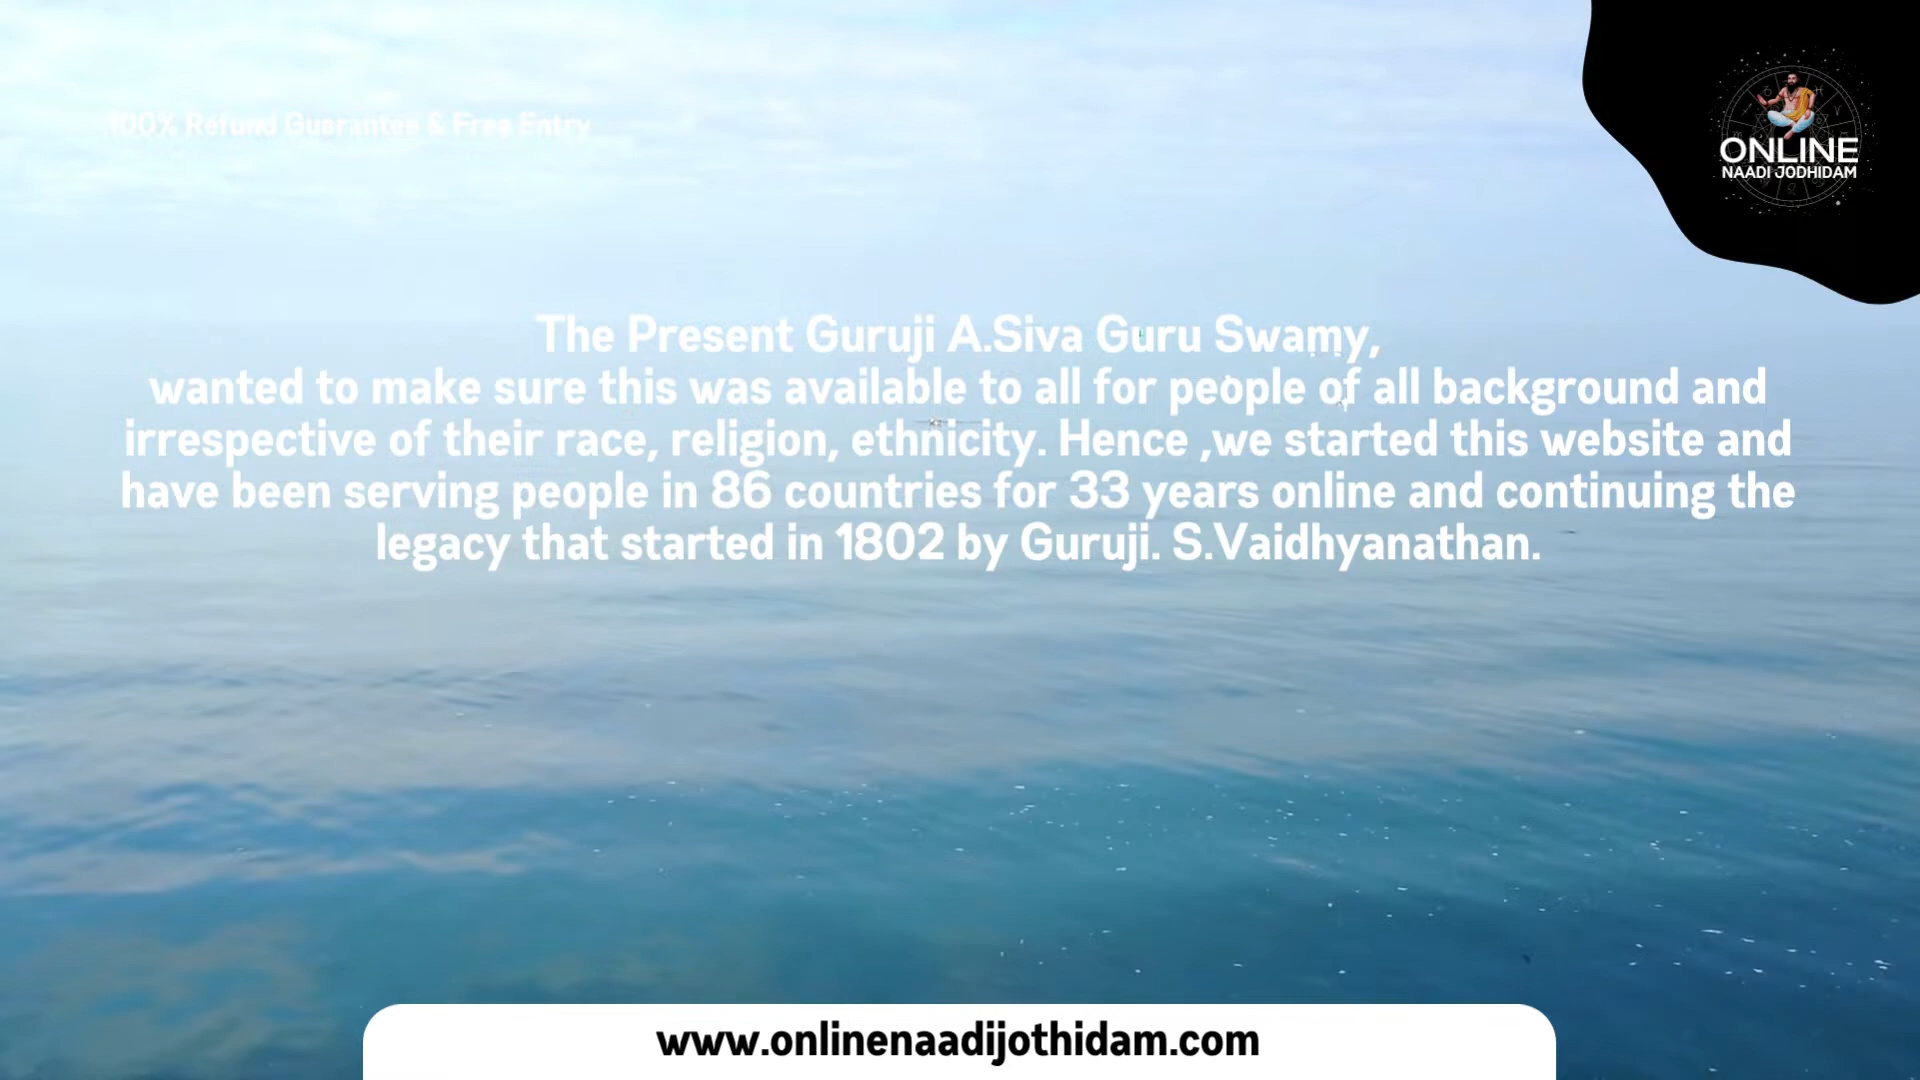 100% Refund Guarantee & Free Entry
ONLINE
NAADI JODHIDAM
The Present Guruji A.Siva Guru Swamy,
wanted to make sure this was available to all for people of all background and
irrespective of their race, religion, ethnicity. Hence ,we started this website and
have been serving people in 86 countries for 33 years online and continuing the
legacy that started in 1802 by Guruji. S.Vaidhyanathan.
www.onlinenaadijothidam.com